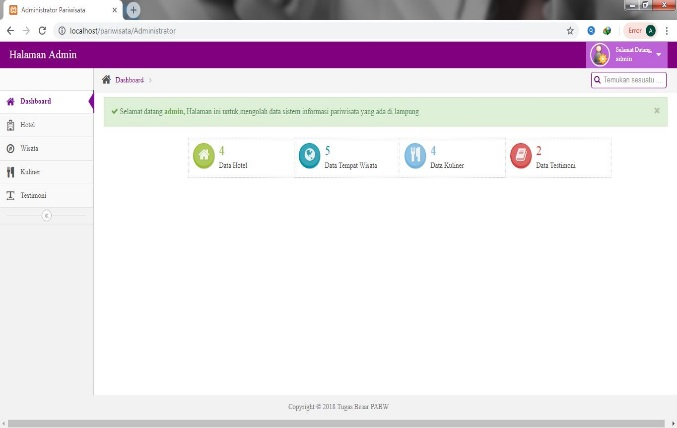 Administrator Pariwisata
localhost/pariwisata/Administrator
Error
A
Halaman Admin
Selamat Datang,
admin
Dashboard
Temukan sesuatu ...
Dashboard
Hotel
Wisata
Kuliner
Testimoni
Selamat datang admin, Halaman ini untuk mengolah data sistem informasi pariwisata yang ada di lampung
4
Data Hotel
5
Data Tempat Wisata
4
Data Kuliner
2
Data Testimoni
Copyright © 2018 Tugas Besar PABW